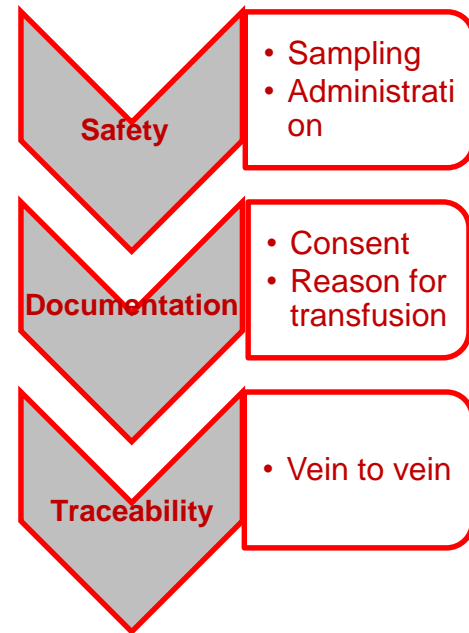 Safety
• Sampling
• Administrati
on
Documentation
• Consent
• Reason for
transfusion
Traceability
• Vein to vein